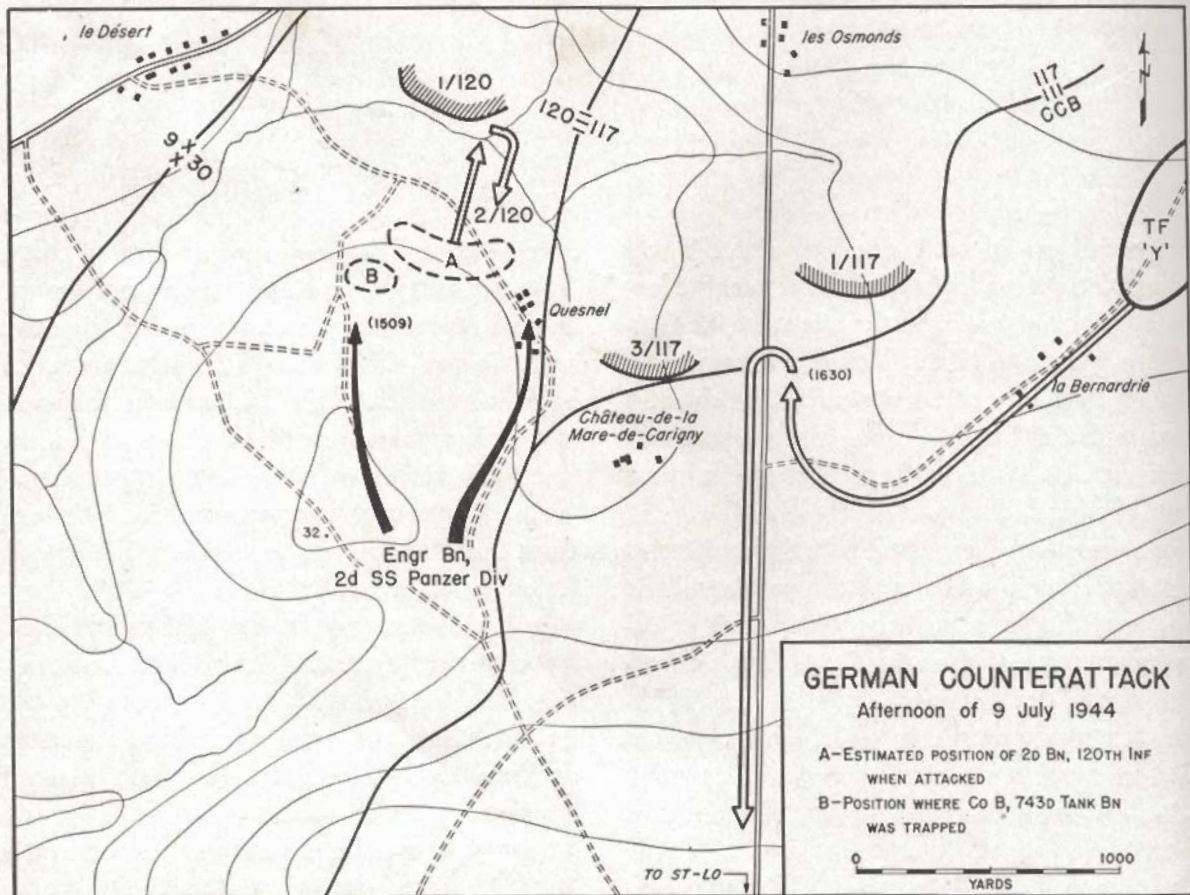 le Désert
les Osmonds
1/120
120 117
117
CCB
9 x 30
x
2/120
A
B
TF
'Y'
1/117
Quesnel
(1509)
3/117
(1630)
la Bernardrie
Château-de-la
Mare-de-Carigny
32.
Engr Bn,
2d SS Panzer Div
N
GERMAN COUNTERATTACK
Afternoon of 9 July 1944
A-ESTIMATED POSITION OF 2D BN, 120TH INF
WHEN ATTACKED
B-POSITION WHERE CO B, 743D TANK BN
WAS TRAPPED
0 1000
YARDS
TO ST-LO